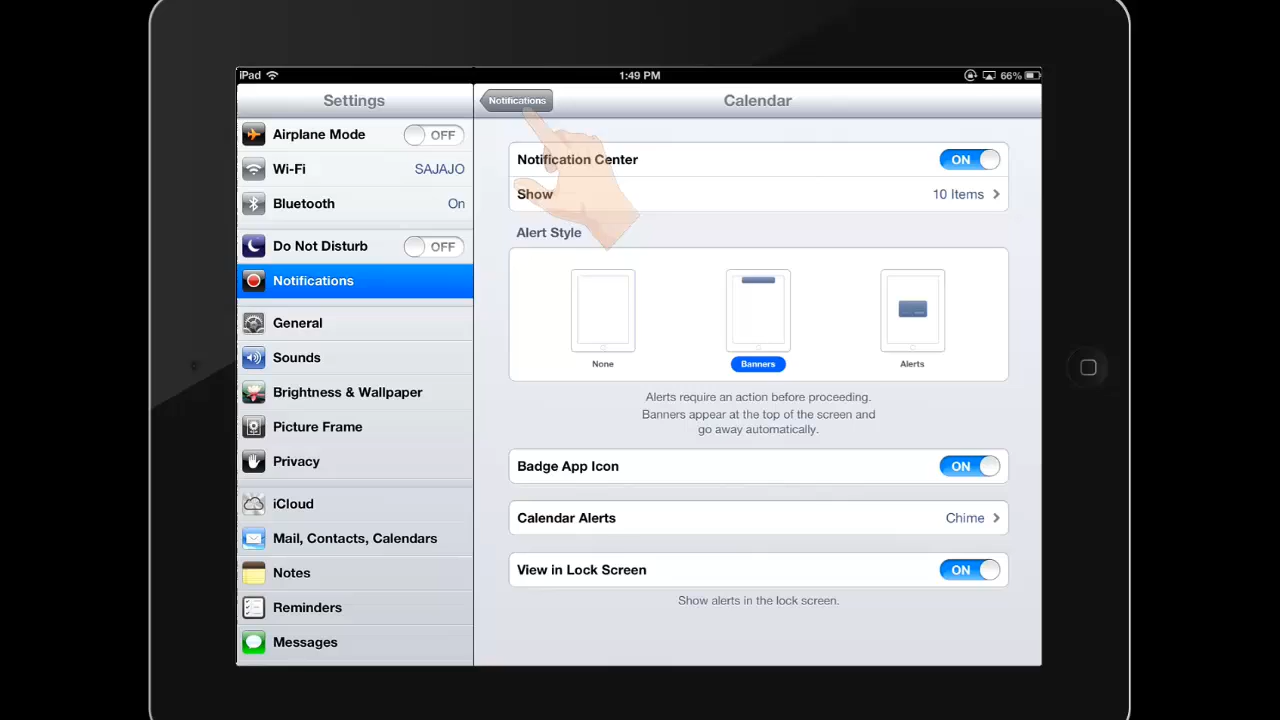 iPad 1:49 PM 66%
Settings
Airplane Mode OFF
Wi-Fi SAJAJO
Bluetooth On
Do Not Disturb OFF
Notifications
General
Sounds
Brightness & Wallpaper
Picture Frame
Privacy
iCloud
Mail, Contacts, Calendars
Notes
Reminders
Messages
Notifications Calendar
Notification Center ON
Show 10 Items
Alert Style
None Banners Alerts
Alerts require an action before proceeding.
Banners appear at the top of the screen and
go away automatically.
Badge App Icon ON
Calendar Alerts Chime
View in Lock Screen ON
Show alerts in the lock screen.